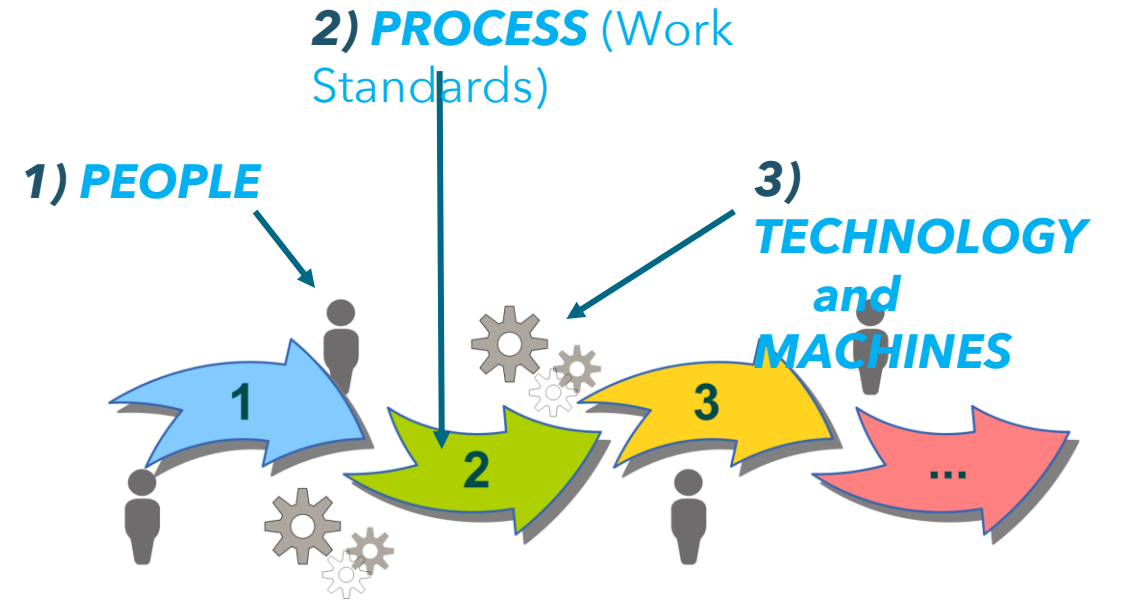 2) PROCESS (Work
Standards)
1) PEOPLE
3)
TECHNOLOGY
and
MACHINES
1
2
3
...